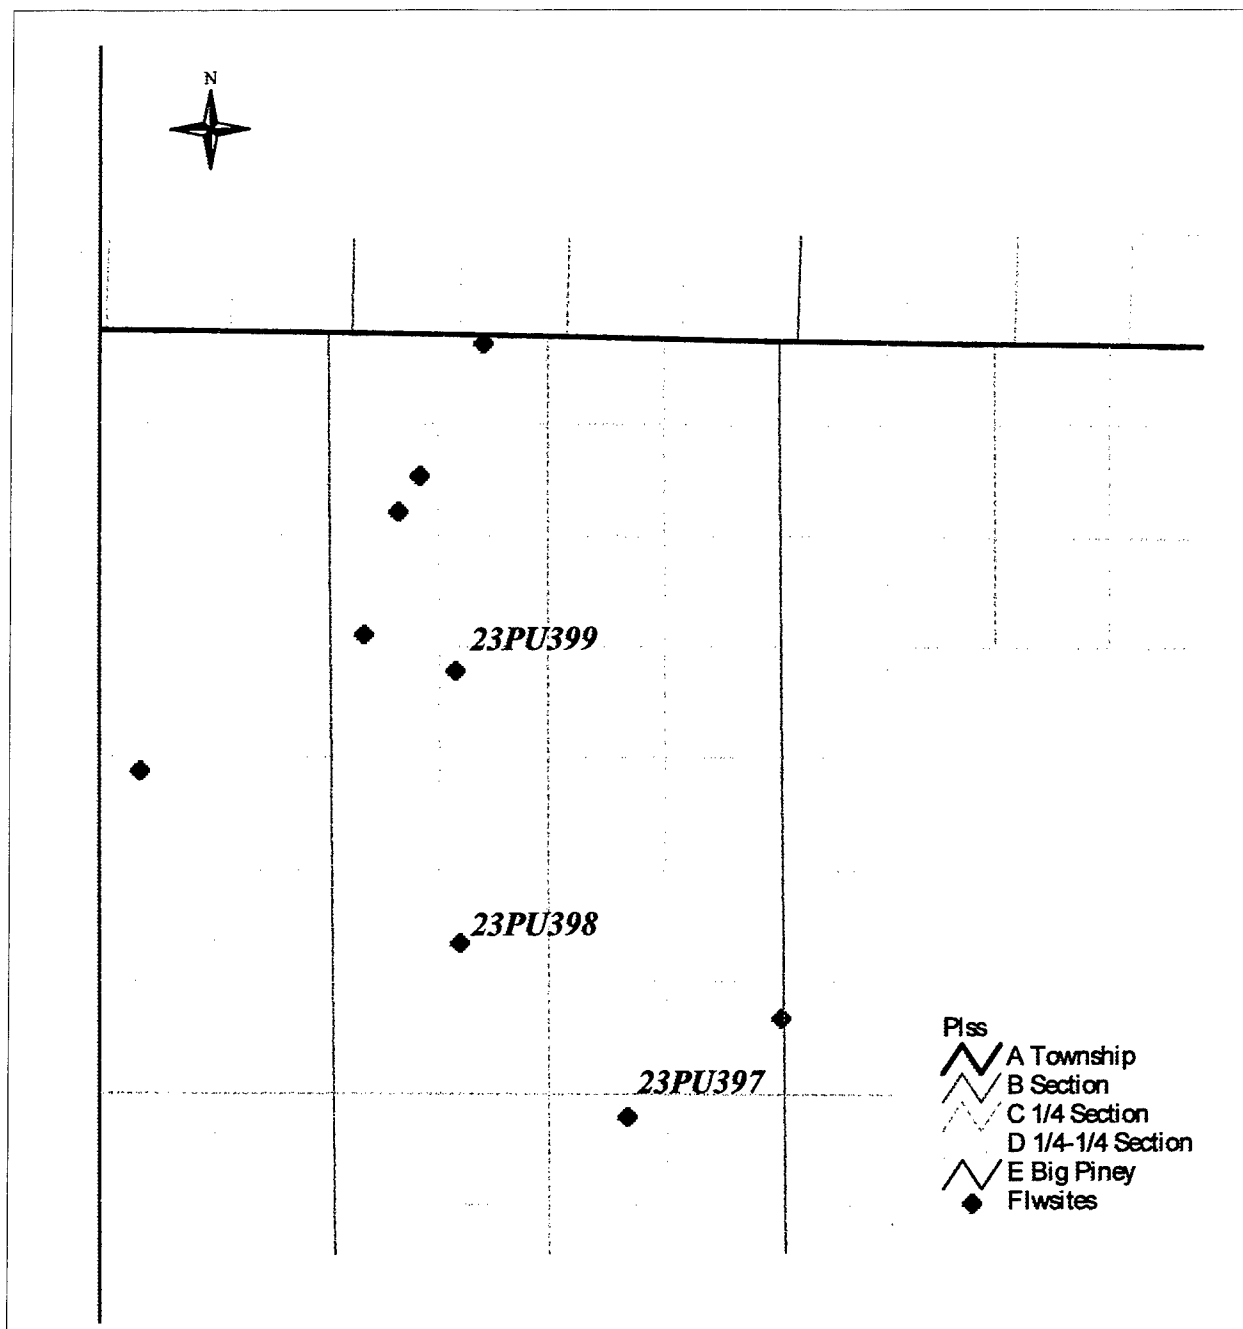 N
23PU399
23PU398
23PU397
Plss
A Township
B Section
C 1/4 Section
D 1/4-1/4 Section
E Big Piney
Flwsites